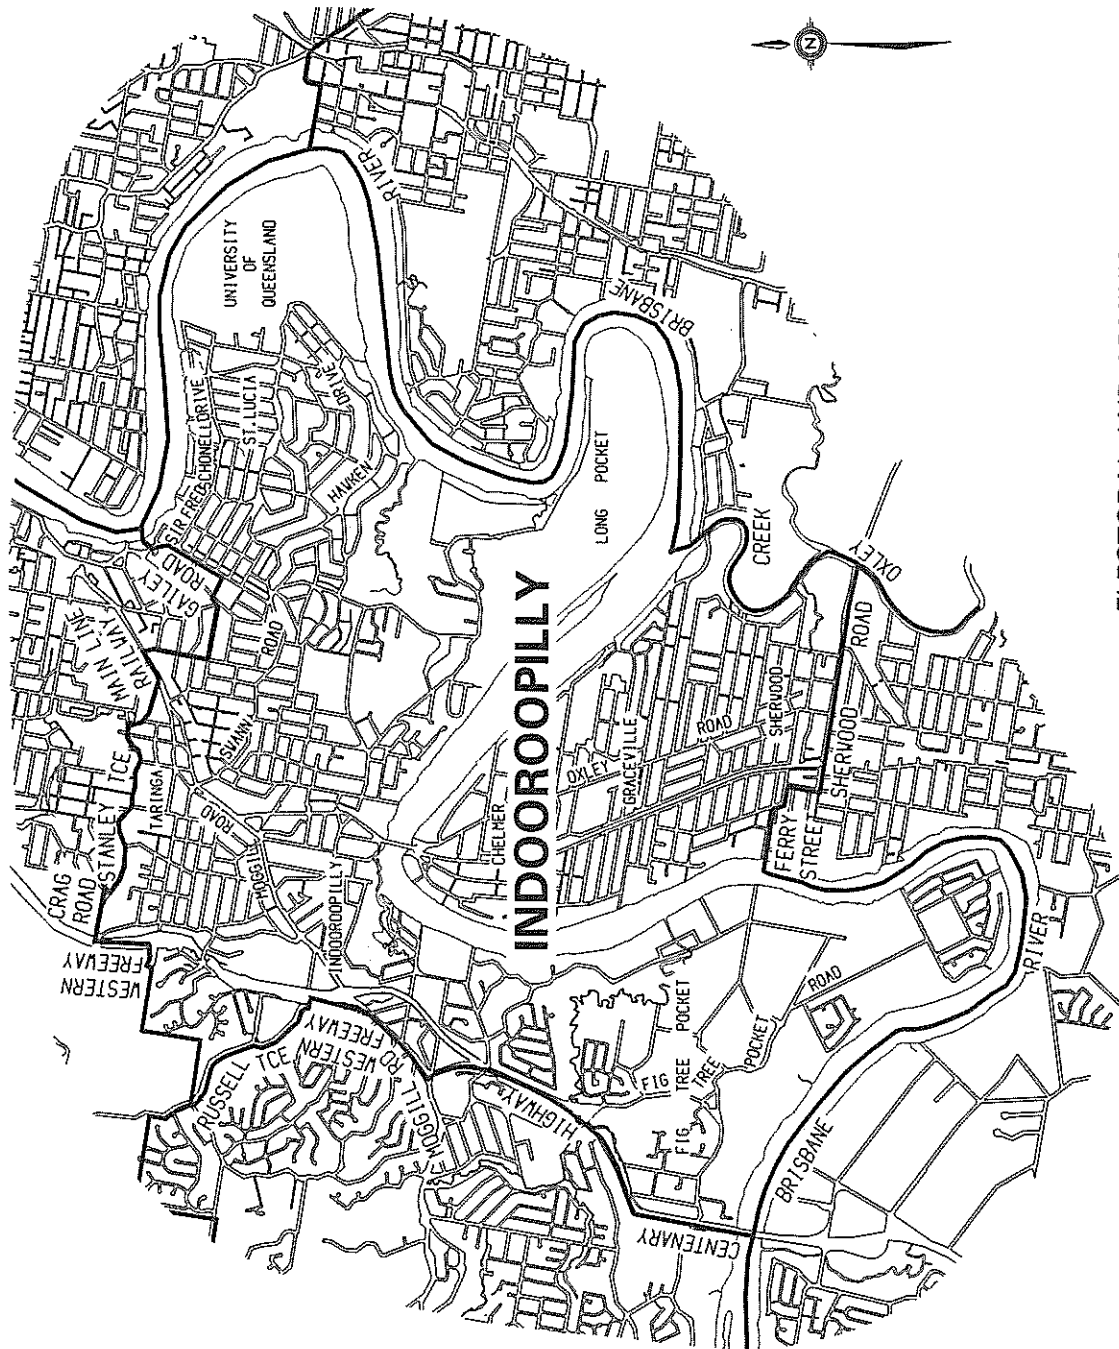 N
UNIVERSITY
OF
QUEENSLAND
RIVER
BRISBANE
SIR FRED SCHONELL DRIVE
ST. LUCIA
HAWKEN
DRIVE
GAILEY
ROAD
MAIN LINE
RAILWAY
SWANN
ROAD
LONG POCKET
CREEK
OXLEY
CRAG
ROAD
STANLEY TCE
TARINGA
MOGGILL
ROAD
INDOOROOPILLY
WESTERN
FREEWAY
INDOOROOPILLY
CHELMER
OXLEY
ROAD
GRACEVILLE
SHERWOOD
SHERWOOD
ROAD
FERRY
STREET
RUSSELL TCE
WESTERN
FREEWAY
MOGGILL RD
HIGHWAY
CENTENARY
FIG
TREE
POCKET
FIG
TREE
POCKET
ROAD
BRISBANE
RIVER